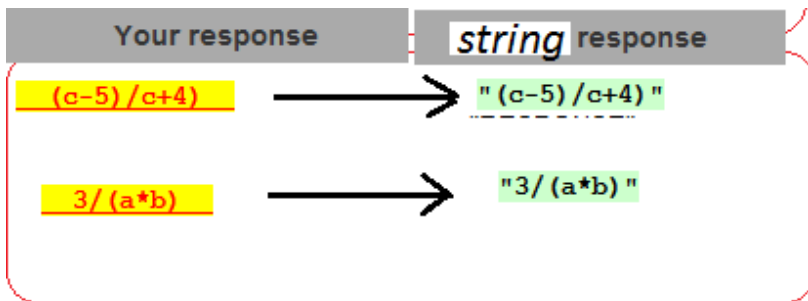 Your response string response
(c-5)/c+4) "(c-5)/c+4)"
3/(a*b) "3/(a*b)"